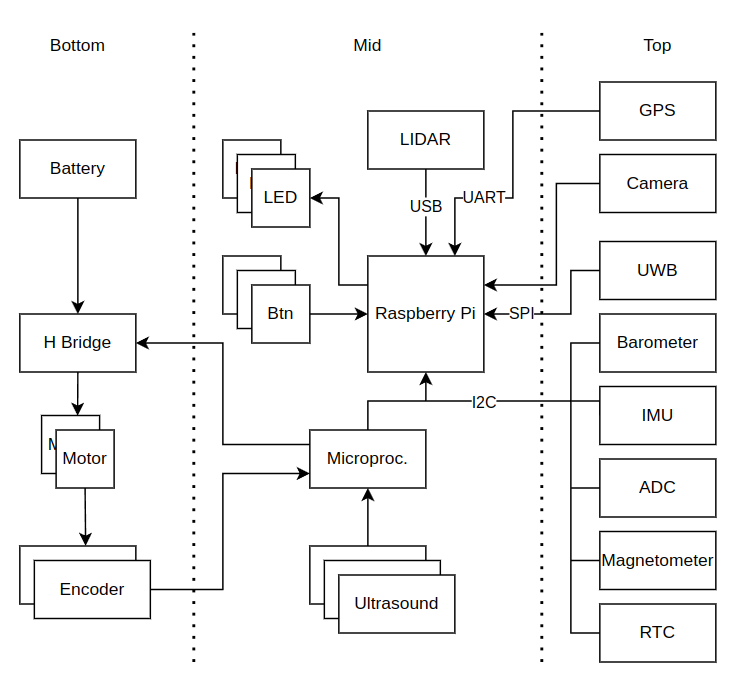 Bottom
Mid
Top
Battery
H Bridge
Motor
Encoder
LIDAR
USB
UART
LED
Btn
Raspberry Pi
SPI
I2C
Microproc.
Ultrasound
GPS
Camera
UWB
Barometer
IMU
ADC
Magnetometer
RTC